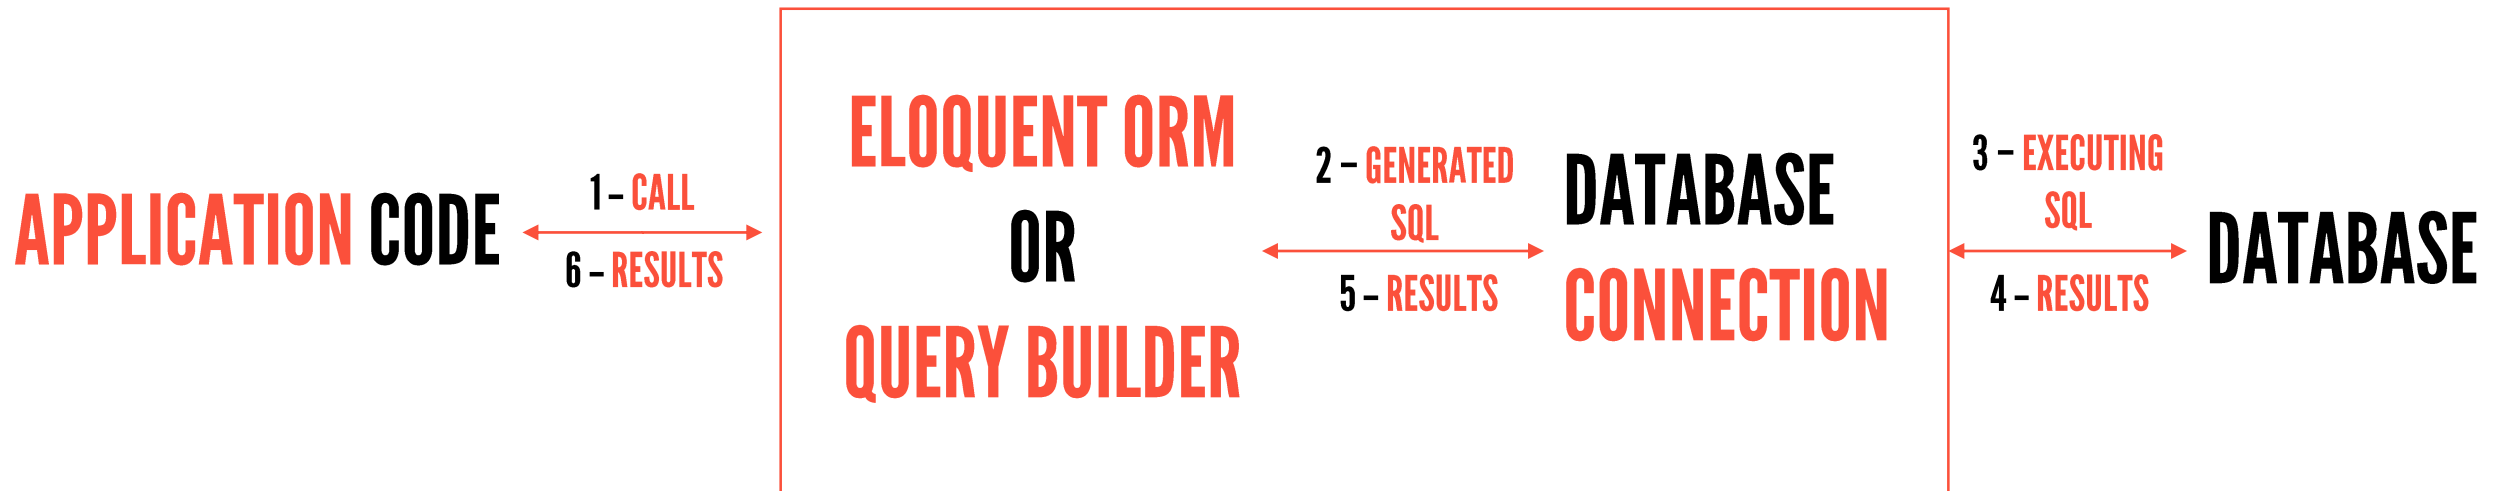 APPLICATION CODE
1 – CALL
6 – RESULTS
ELOQUENT ORM
OR
QUERY BUILDER
2 – GENERATED
SQL
5 – RESULTS
DATABASE
CONNECTION
3 – EXECUTING
SQL
4 – RESULTS
DATABASE